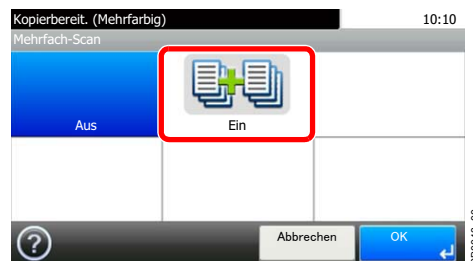 Kopierbereit. (Mehrfarbig) 10:10
Mehrfach-Scan
Aus Ein
? Abbrechen OK